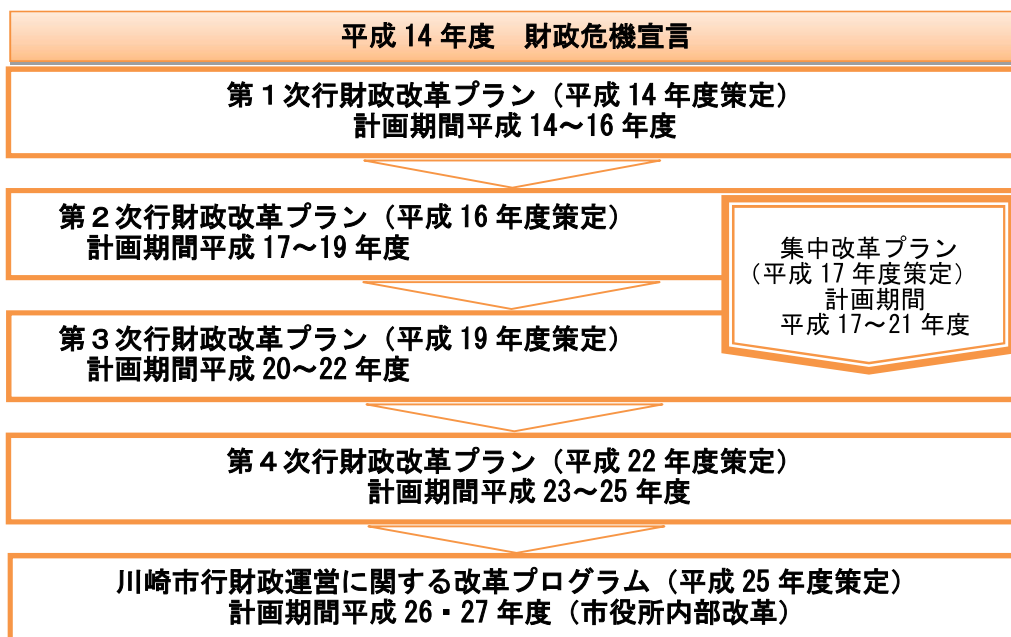 平成 14 年度　財政危機宣言
第１次行財政改革プラン（平成 14 年度策定）
計画期間平成 14～16 年度
第２次行財政改革プラン（平成 16 年度策定）
計画期間平成 17～19 年度
集中改革プラン
（平成 17 年度策定）
計画期間
平成 17～21 年度
第３次行財政改革プラン（平成 19 年度策定）
計画期間平成 20～22 年度
第４次行財政改革プラン（平成 22 年度策定）
計画期間平成 23～25 年度
川崎市行財政運営に関する改革プログラム（平成 25 年度策定）
計画期間平成 26・27 年度（市役所内部改革）